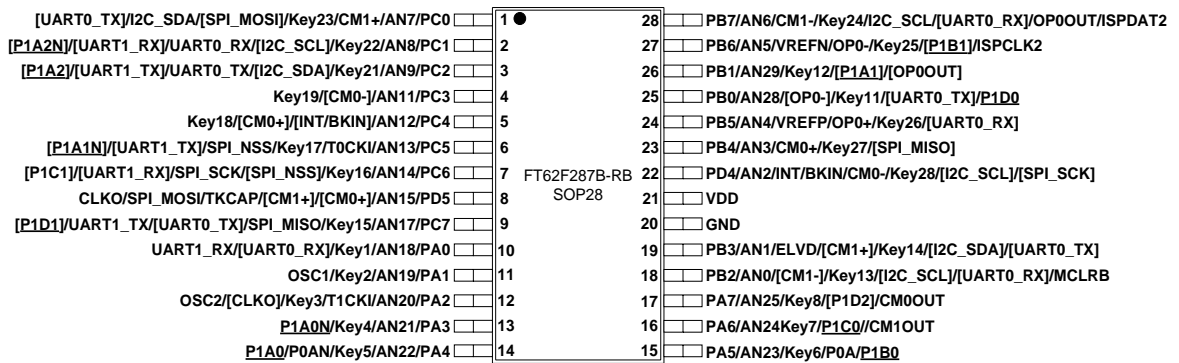 [UART0_TX]/I2C_SDA/[SPI_MOSI]/Key23/CM1+/AN7/PC0 1 28 PB7/AN6/CM1-/Key24/I2C_SCL/[UART0_RX]/OP0OUT/ISPDAT2
[P1A2N]/[UART1_RX]/UART0_RX/[I2C_SCL]/Key22/AN8/PC1 2 27 PB6/AN5/VREFN/OP0-/Key25/[P1B1]/ISPCLK2
[P1A2]/[UART1_TX]/UART0_TX/[I2C_SDA]/Key21/AN9/PC2 3 26 PB1/AN29/Key12/[P1A1]/[OP0OUT]
Key19/[CM0-]/AN11/PC3 4 25 PB0/AN28/[OP0-]/Key11/[UART0_TX]/P1D0
Key18/[CM0+]/[INT/BKIN]/AN12/PC4 5 24 PB5/AN4/VREFP/OP0+/Key26/[UART0_RX]
[P1A1N]/[UART1_TX]/SPI_NSS/Key17/T0CKI/AN13/PC5 6 23 PB4/AN3/CM0+/Key27/[SPI_MISO]
[P1C1]/[UART1_RX]/SPI_SCK/[SPI_NSS]/Key16/AN14/PC6 7 FT62F287B-RB 22 PD4/AN2/INT/BKIN/CM0-/Key28/[I2C_SCL]/[SPI_SCK]
CLKO/SPI_MOSI/TKCAP/[CM1+]/[CM0+]/AN15/PD5 8 SOP28 21 VDD
[P1D1]/UART1_TX/[UART0_TX]/SPI_MISO/Key15/AN17/PC7 9 20 GND
UART1_RX/[UART0_RX]/Key1/AN18/PA0 10 19 PB3/AN1/ELVD/[CM1+]/Key14/[I2C_SDA]/[UART0_TX]
OSC1/Key2/AN19/PA1 11 18 PB2/AN0/[CM1-]/Key13/[I2C_SCL]/[UART0_RX]/MCLRB
OSC2/[CLKO]/Key3/T1CKI/AN20/PA2 12 17 PA7/AN25/Key8/[P1D2]/CM0OUT
P1A0N/Key4/AN21/PA3 13 16 PA6/AN24Key7/P1C0//CM1OUT
P1A0/P0AN/Key5/AN22/PA4 14 15 PA5/AN23/Key6/P0A/P1B0